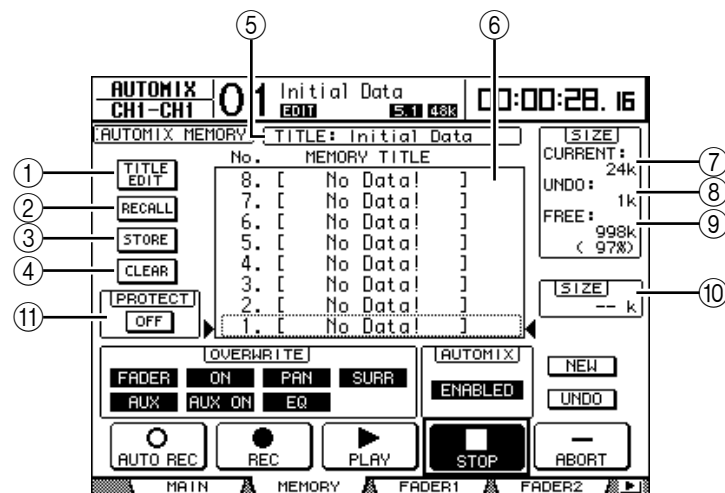 ⑤ ⑥
AUTOMIX CH1-CH1 01 Initial Data EDIT 5.1 48k 00:00:28.16
AUTOMIX MEMORY TITLE: Initial Data
No. MEMORY TITLE
① TITLE EDIT
② RECALL
③ STORE
④ CLEAR
⑪ PROTECT
OFF
8. [ No Data! ]
7. [ No Data! ]
6. [ No Data! ]
5. [ No Data! ]
4. [ No Data! ]
3. [ No Data! ]
2. [ No Data! ]
1. [ No Data! ]
SIZE
CURRENT: ⑦
24k
UNDO: ⑧
1k
FREE: ⑨
998k
( 97%)
SIZE ⑩
-- k
OVERWRITE
FADER ON PAN SURR
AUX AUX ON EQ
AUTOMIX
ENABLED
NEW
UNDO
AUTO REC REC PLAY STOP ABORT
MAIN MEMORY FADER1 FADER2